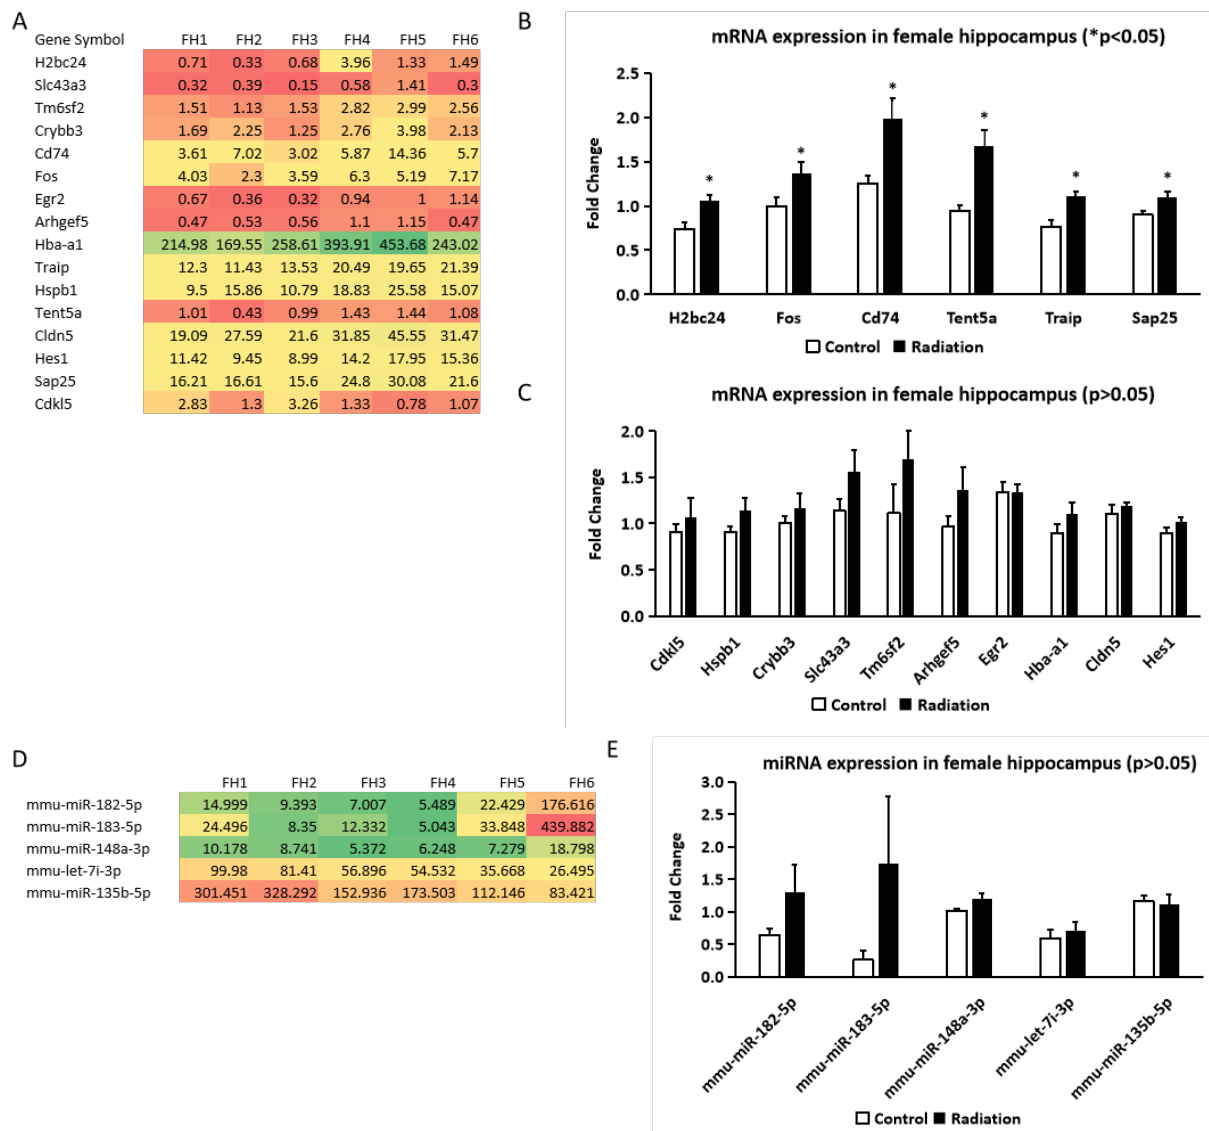 A
Gene Symbol FH1 FH2 FH3 FH4 FH5 FH6
H2bc24 0.71 0.33 0.68 3.96 1.33 1.49
Slc43a3 0.32 0.39 0.15 0.58 1.41 0.3
Tm6sf2 1.51 1.13 1.53 2.82 2.99 2.56
Crybb3 1.69 2.25 1.25 2.76 3.98 2.13
Cd74 3.61 7.02 3.02 5.87 14.36 5.7
Fos 4.03 2.3 3.59 6.3 5.19 7.17
Egr2 0.67 0.36 0.32 0.94 1 1.14
Arhgef5 0.47 0.53 0.56 1.1 1.15 0.47
Hba-a1 214.98 169.55 258.61 393.91 453.68 243.02
Traip 12.3 11.43 13.53 20.49 19.65 21.39
Hspb1 9.5 15.86 10.79 18.83 25.58 15.07
Tent5a 1.01 0.43 0.99 1.43 1.44 1.08
Cldn5 19.09 27.59 21.6 31.85 45.55 31.47
Hes1 11.42 9.45 8.99 14.2 17.95 15.36
Sap25 16.21 16.61 15.6 24.8 30.08 21.6
Cdkl5 2.83 1.3 3.26 1.33 0.78 1.07
B
mRNA expression in female hippocampus (*p<0.05)
Fold Change
2.5
2.0
1.5
1.0
0.5
0.0
* * * * * *
H2bc24 Fos Cd74 Tent5a Traip Sap25
Control Radiation
C
mRNA expression in female hippocampus (p>0.05)
Fold Change
2.0
1.5
1.0
0.5
0.0
Cdkl5 Hspb1 Crybb3 Slc43a3 Tm6sf2 Arhgef5 Egr2 Hba-a1 Cldn5 Hes1
Control Radiation
D
FH1 FH2 FH3 FH4 FH5 FH6
mmu-miR-182-5p 14.999 9.393 7.007 5.489 22.429 176.616
mmu-miR-183-5p 24.496 8.35 12.332 5.043 33.848 439.882
mmu-miR-148a-3p 10.178 8.741 5.372 6.248 7.279 18.798
mmu-let-7i-3p 99.98 81.41 56.896 54.532 35.668 26.495
mmu-miR-135b-5p 301.451 328.292 152.936 173.503 112.146 83.421
E
miRNA expression in female hippocampus (p>0.05)
Fold Change
3.0
2.5
2.0
1.5
1.0
0.5
0.0
mmu-miR-182-5p mmu-miR-183-5p mmu-miR-148a-3p mmu-let-7i-3p mmu-miR-135b-5p
Control Radiation